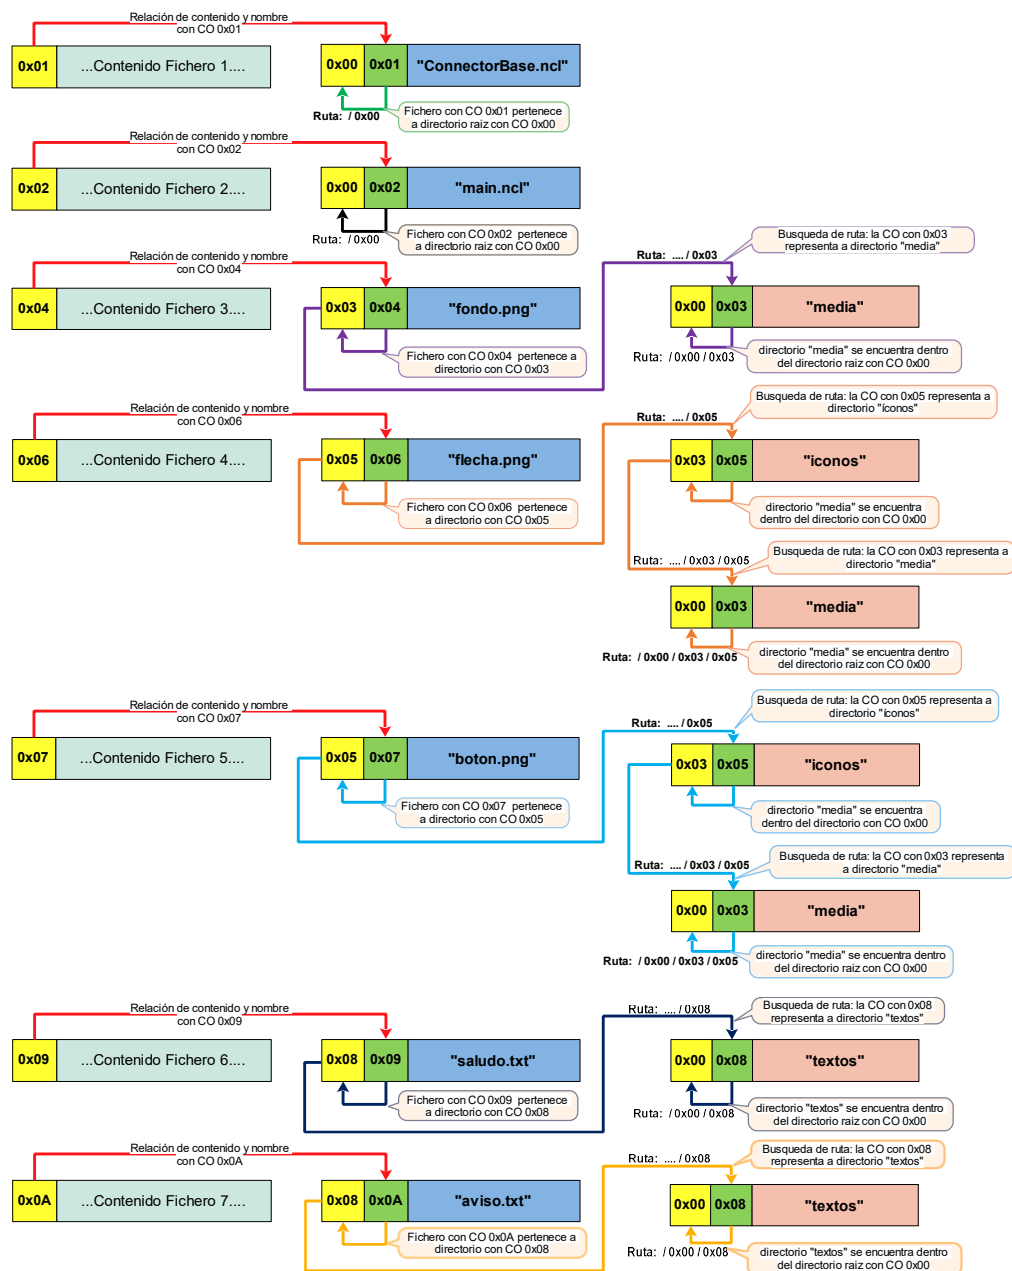 Relación de contenido y nombre
con CO 0x01
0x01 ...Contenido Fichero 1.... 0x00 0x01 "ConnectorBase.ncl"
Ruta: / 0x00
Fichero con CO 0x01 pertenece
a directorio raiz con CO 0x00
Relación de contenido y nombre
con CO 0x02
0x02 ...Contenido Fichero 2.... 0x00 0x02 "main.ncl"
Ruta: / 0x00
Fichero con CO 0x02 pertenece
a directorio raiz con CO 0x00
Relación de contenido y nombre
con CO 0x04
0x04 ...Contenido Fichero 3.... 0x03 0x04 "fondo.png"
Fichero con CO 0x04 pertenece a
directorio con CO 0x03
Ruta: .... / 0x03
Busqueda de ruta: la CO con 0x03
representa a directorio "media"
0x00 0x03 "media"
Ruta: / 0x00 / 0x03
directorio "media" se encuentra dentro
del directorio raiz con CO 0x00
Relación de contenido y nombre
con CO 0x06
0x06 ...Contenido Fichero 4.... 0x05 0x06 "flecha.png"
Fichero con CO 0x06 pertenece
a directorio con CO 0x05
Ruta: .... / 0x05
Busqueda de ruta: la CO con 0x05 representa a
directorio "íconos"
0x03 0x05 "iconos"
directorio "media" se encuentra
dentro del directorio con CO 0x00
Ruta: .... / 0x03 / 0x05
Busqueda de ruta: la CO con 0x03 representa a
directorio "media"
0x00 0x03 "media"
Ruta: / 0x00 / 0x03 / 0x05
directorio "media" se encuentra dentro
del directorio raiz con CO 0x00
Relación de contenido y nombre
con CO 0x07
0x07 ...Contenido Fichero 5.... 0x05 0x07 "boton.png"
Fichero con CO 0x07 pertenece
a directorio con CO 0x05
Ruta: .... / 0x05
Busqueda de ruta: la CO con 0x05 representa a
directorio "íconos"
0x03 0x05 "iconos"
directorio "media" se encuentra
dentro del directorio con CO 0x00
Ruta: .... / 0x03 / 0x05
Busqueda de ruta: la CO con 0x03 representa
a directorio "media"
0x00 0x03 "media"
Ruta: / 0x00 / 0x03 / 0x05
directorio "media" se encuentra dentro
del directorio raiz con CO 0x00
Relación de contenido y nombre
con CO 0x09
0x09 ...Contenido Fichero 6.... 0x08 0x09 "saludo.txt"
Fichero con CO 0x09 pertenece
a directorio con CO 0x08
Ruta: .... / 0x08
Busqueda de ruta: la CO con 0x08
representa a directorio "textos"
0x00 0x08 "textos"
Ruta: / 0x00 / 0x08
directorio "textos" se encuentra dentro
del directorio raiz con CO 0x00
Relación de contenido y nombre
con CO 0x0A
0x0A ...Contenido Fichero 7.... 0x08 0x0A "aviso.txt"
Fichero con CO 0x0A pertenece a
directorio con CO 0x08
Ruta: .... / 0x08
Busqueda de ruta: la CO con 0x08
representa a directorio "textos"
0x00 0x08 "textos"
Ruta: / 0x00 / 0x08
directorio "textos" se encuentra dentro
del directorio raiz con CO 0x00